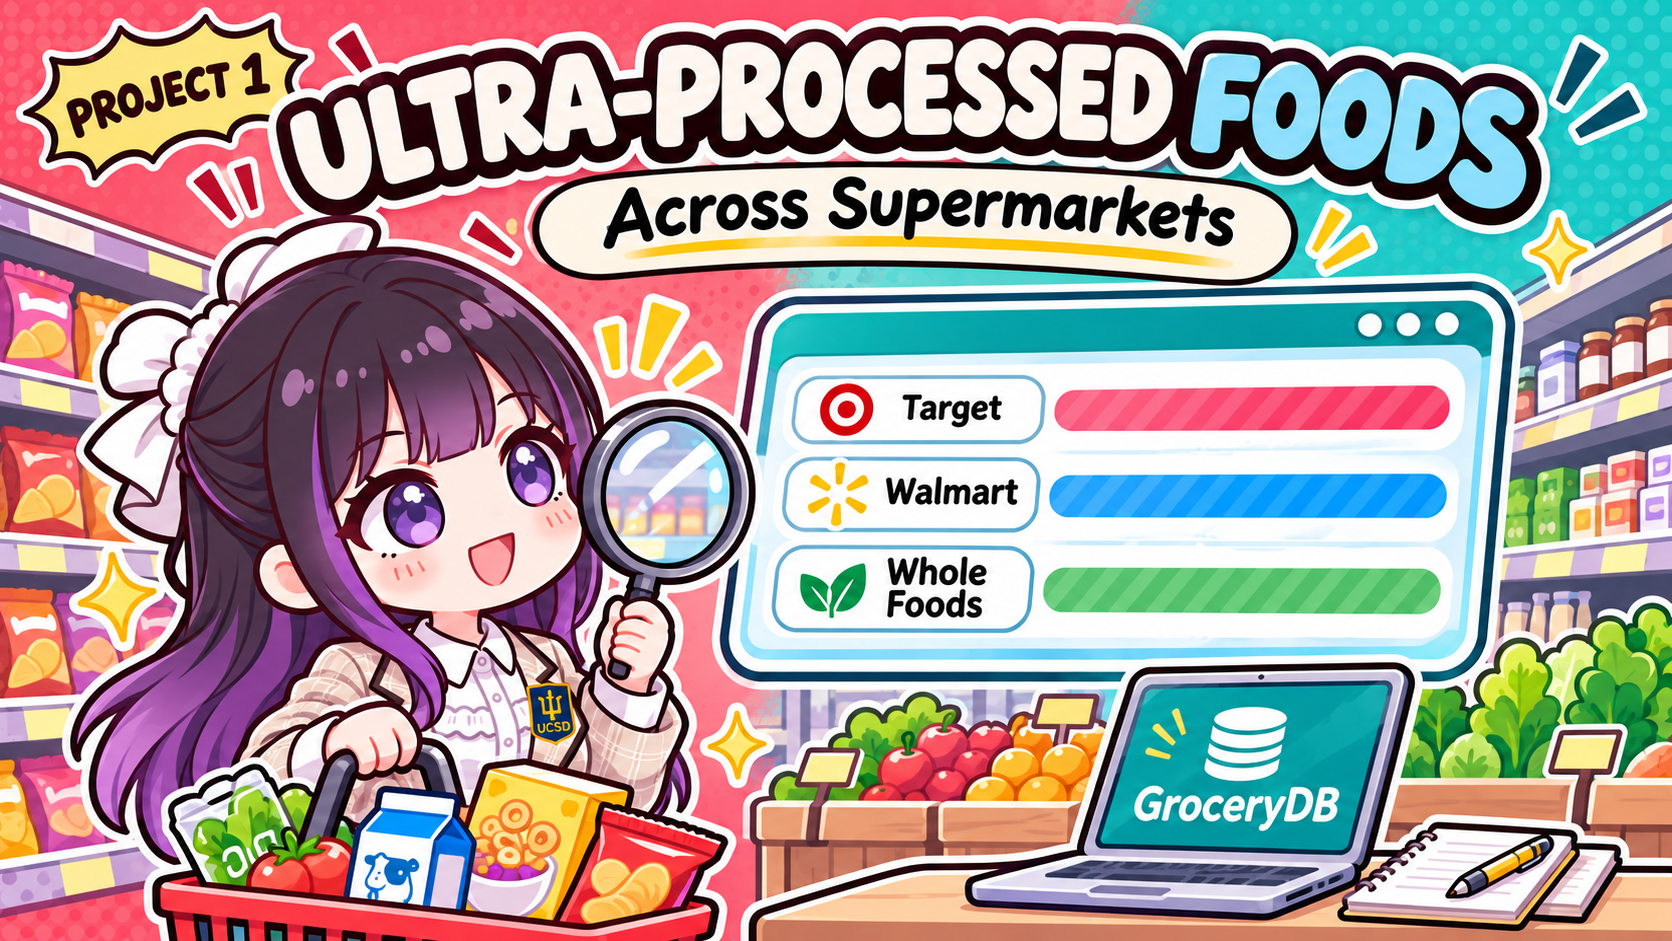 PROJECT 1
ULTRA-PROCESSED FOODS
Across Supermarkets
Target
Walmart
Whole
Foods
UCSD
GroceryDB